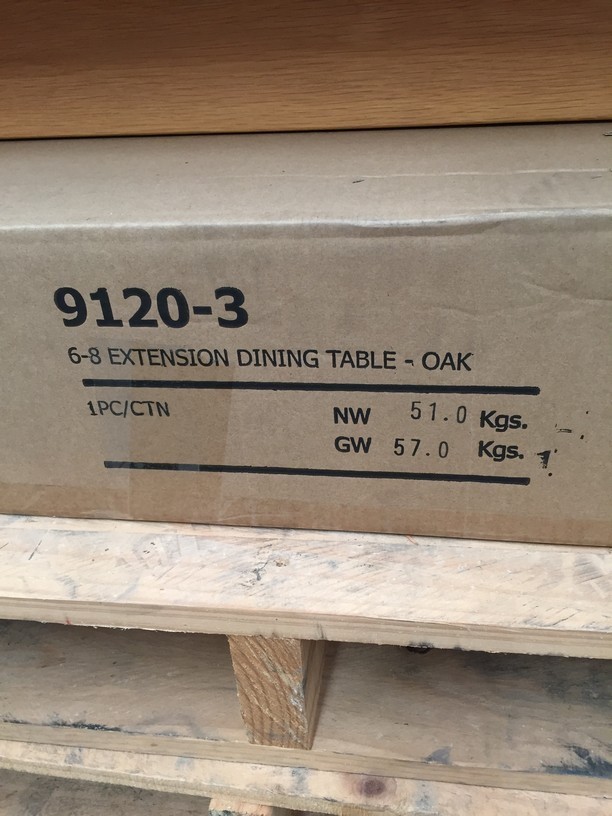 9120-3
6-8 EXTENSION DINING TABLE - OAK
1PC/CTN NW 51.0 Kgs.
GW 57.0 Kgs.